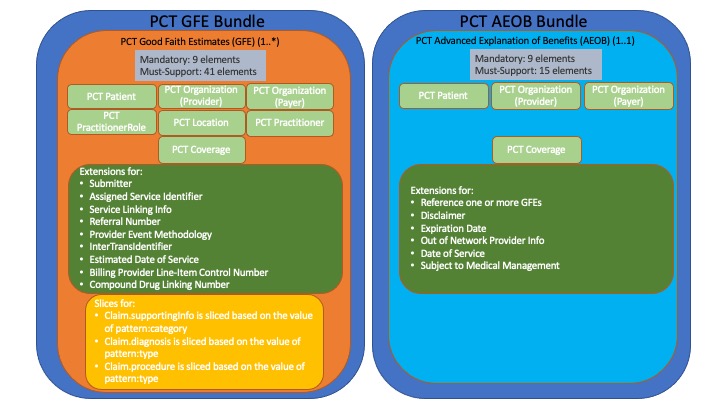 PCT GFE Bundle
PCT Good Faith Estimates (GFE) (1..*)
Mandatory: 9 elements
Must-Support: 41 elements
PCT Patient
PCT Organization
(Provider)
PCT Organization
(Payer)
PCT
PractitionerRole
PCT Location
PCT Practitioner
PCT Coverage
Extensions for:
• Submitter
• Assigned Service Identifier
• Service Linking Info
• Referral Number
• Provider Event Methodology
• InterTransIdentifier
• Estimated Date of Service
• Billing Provider Line-Item Control Number
• Compound Drug Linking Number
Slices for:
• Claim.supportingInfo is sliced based on the value
of pattern:category
• Claim.diagnosis is sliced based on the value of
pattern:type
• Claim.procedure is sliced based on the value of
pattern:type
PCT AEOB Bundle
PCT Advanced Explanation of Benefits (AEOB) (1..1)
Mandatory: 9 elements
Must-Support: 15 elements
PCT Patient
PCT Organization
(Provider)
PCT Organization
(Payer)
PCT Coverage
Extensions for:
• Reference one or more GFEs
• Disclaimer
• Expiration Date
• Out of Network Provider Info
• Date of Service
• Subject to Medical Management